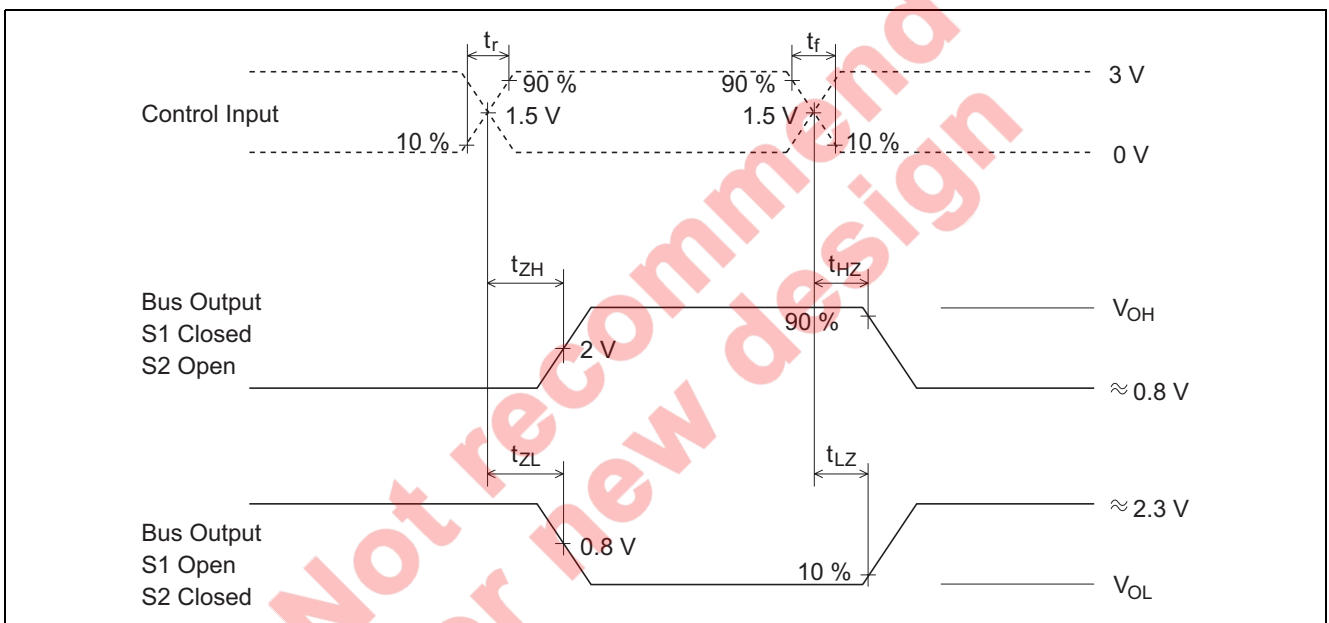 tr tf
90 % 90 % 3 V
Control Input 1.5 V 1.5 V
10 % 10 % 0 V
tZH tHZ
Bus Output VOH
S1 Closed 90 %
S2 Open 2 V
≈ 0.8 V
tZL tLZ
≈ 2.3 V
Bus Output 0.8 V
S1 Open 10 %
S2 Closed VOL
Not recommend
new design